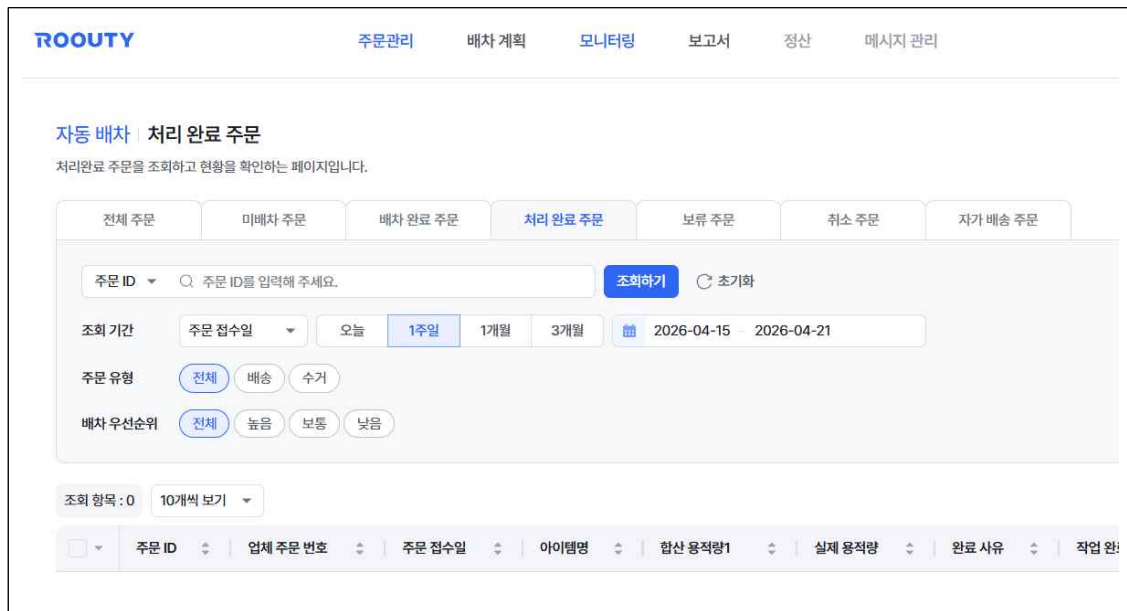 ROOUTY 주문관리 배차 계획 모니터링 보고서 정산 메시지 관리
자동 배차 | 처리 완료 주문
처리완료 주문을 조회하고 현황을 확인하는 페이지입니다.
전체 주문 미배차 주문 배차 완료 주문 처리 완료 주문 보류 주문 취소 주문 자가 배송 주문
주문 ID 주문 ID를 입력해 주세요. 조회하기 초기화
조회 기간 주문 접수일 오늘 1주일 1개월 3개월 2026-04-15 - 2026-04-21
주문 유형 전체 배송 수거
배차 우선순위 전체 높음 보통 낮음
조회 항목 : 0 10개씩 보기
주문 ID 업체 주문 번호 주문 접수일 아이템명 합산 용적량1 실제 용적량 완료 사유 작업